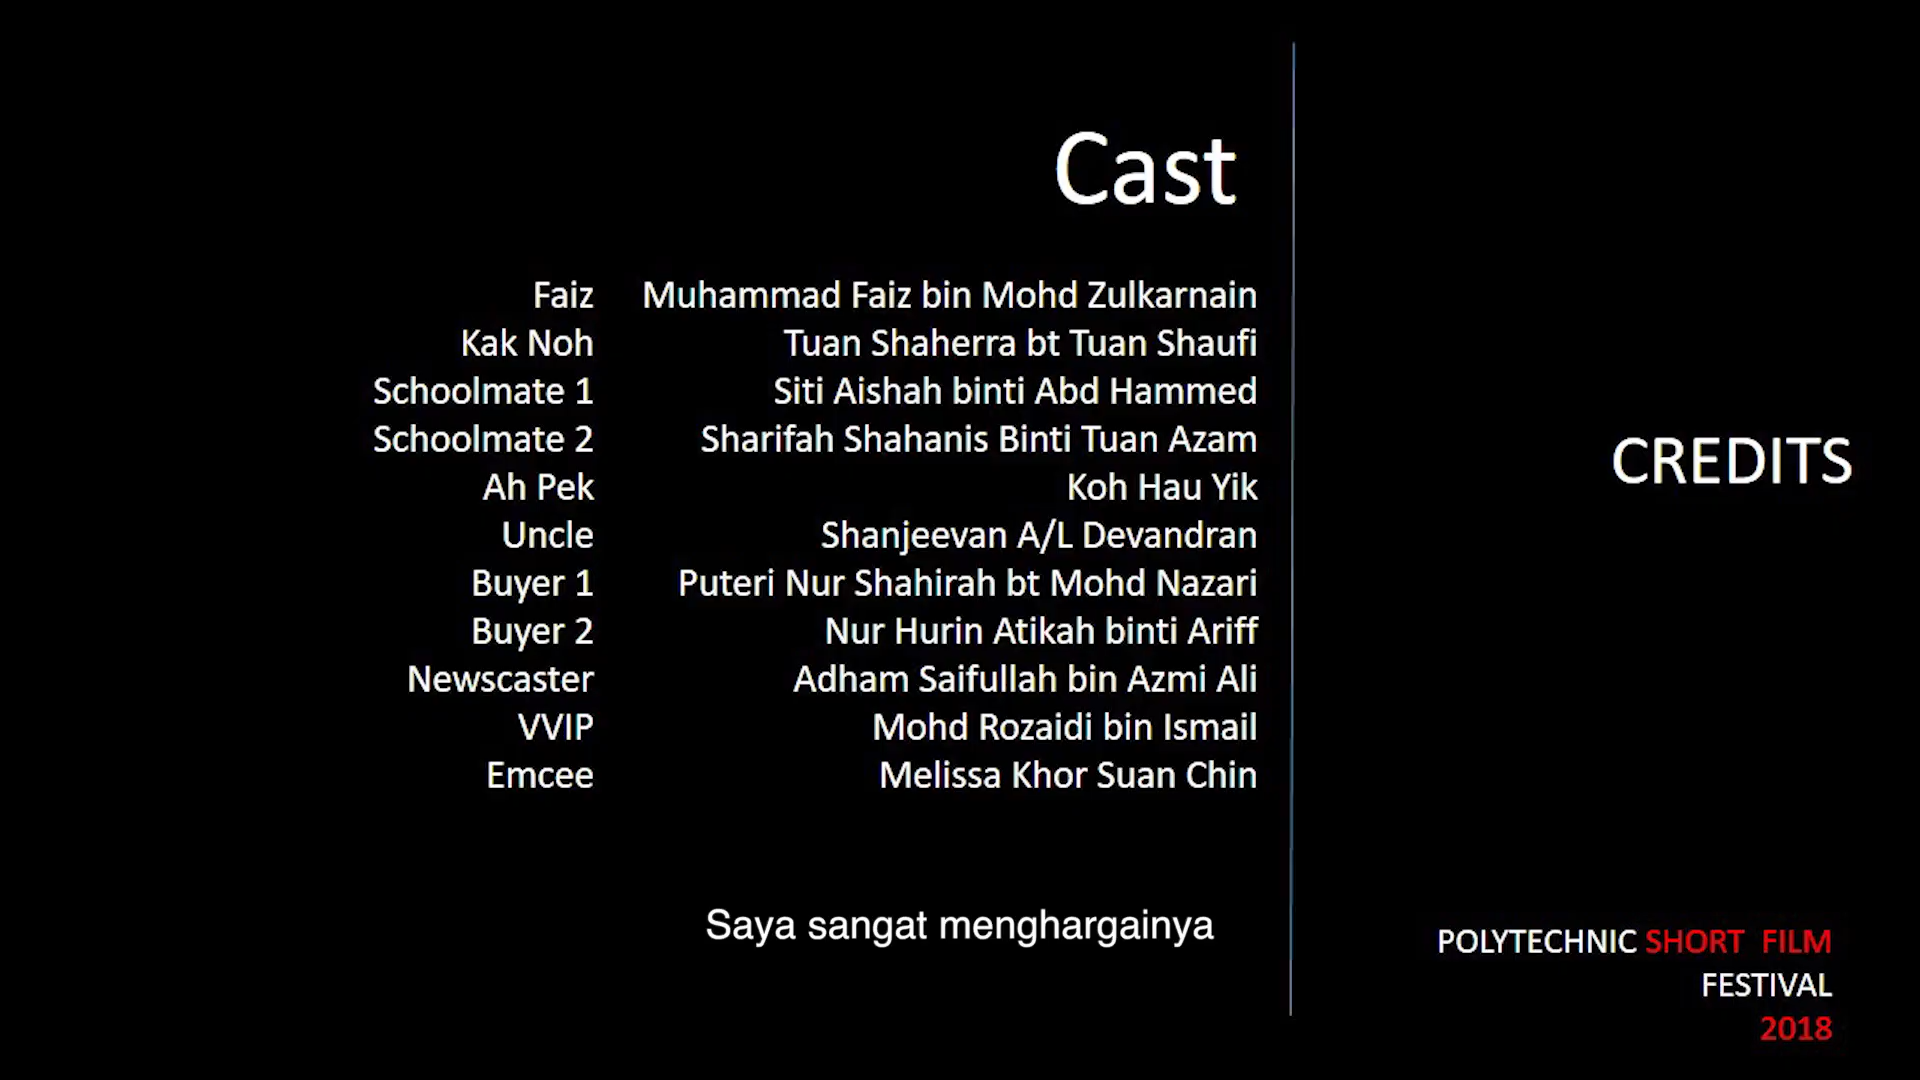 Cast
Faiz Muhammad Faiz bin Mohd Zulkarnain
Kak Noh Tuan Shaherra bt Tuan Shaufi
Schoolmate 1 Siti Aishah binti Abd Hammed
Schoolmate 2 Sharifah Shahanis Binti Tuan Azam
Ah Pek Koh Hau Yik
Uncle Shanjeevan A/L Devandran
Buyer 1 Puteri Nur Shahirah bt Mohd Nazari
Buyer 2 Nur Hurin Atikah binti Ariff
Newscaster Adham Saifullah bin Azmi Ali
VVIP Mohd Rozaidi bin Ismail
Emcee Melissa Khor Suan Chin
Saya sangat menghargainya
CREDITS
POLYTECHNIC SHORT FILM
FESTIVAL
2018